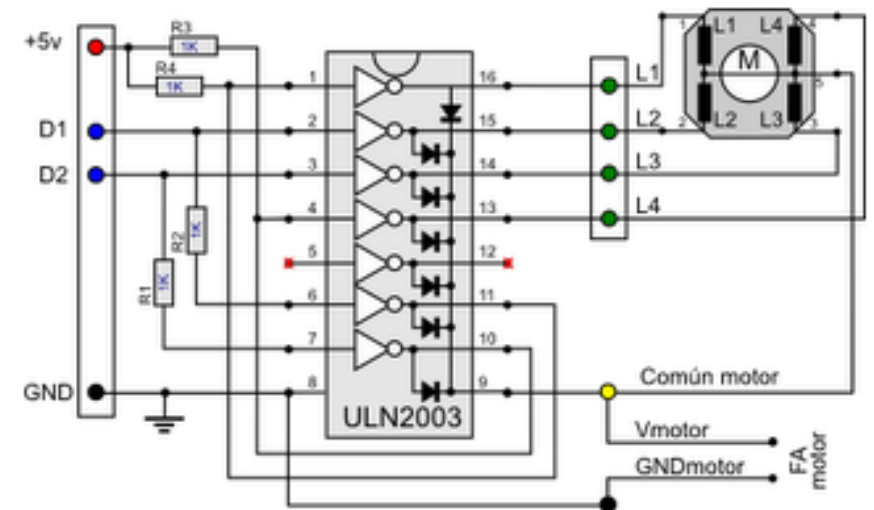 +5v
D1
D2
GND
R3
1K
R4
1K
R2
1K
R1
1K
1
2
3
4
5
6
7
8
16
15
14
13
12
11
10
9
ULN2003
L1
L2
L3
L4
1
L1
L4
4
M
5
2
L2
L3
3
Común motor
Vmotor
GNDmotor
FA
motor